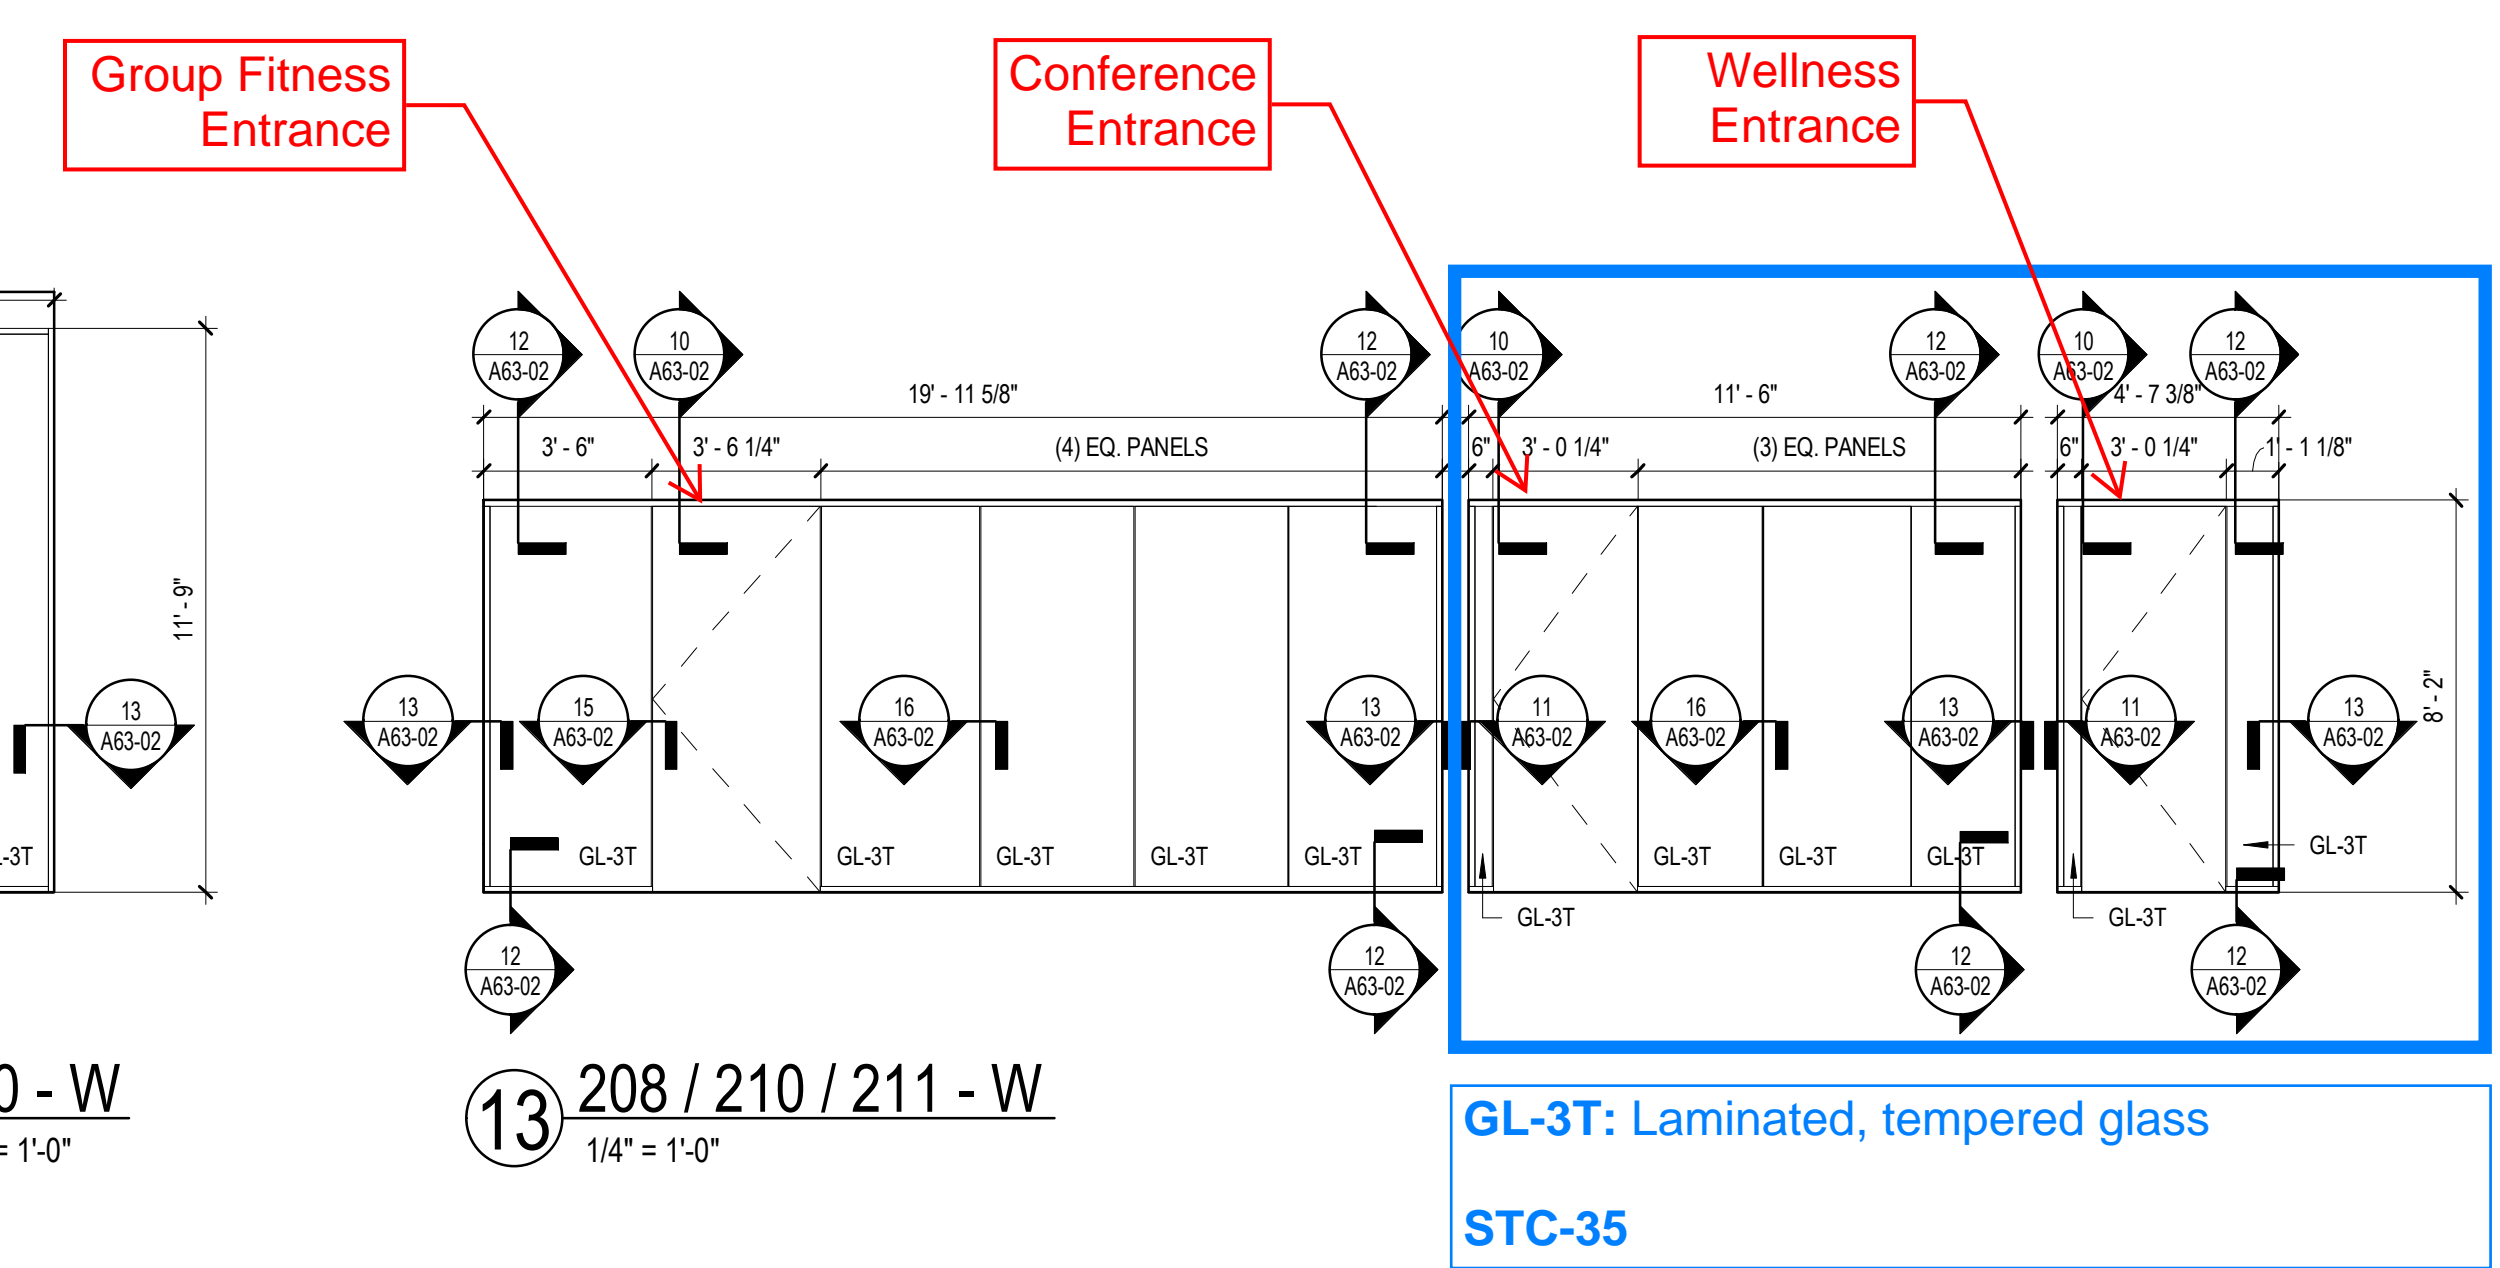 Group Fitness
Entrance
Conference
Entrance
Wellness
Entrance
12
A63-02
10
A63-02
12
A63-02
10
A63-02
12
A63-02
10
A63-02
12
A63-02
19' - 11 5/8"
11' - 6"
4' - 7 3/8"
3' - 6"
3' - 6 1/4"
(4) EQ. PANELS
6"
3' - 0 1/4"
(3) EQ. PANELS
6"
3' - 0 1/4"
1' - 1 1/8"
11' - 9"
8' - 2"
13
A63-02
13
A63-02
15
A63-02
16
A63-02
13
A63-02
11
A63-02
16
A63-02
13
A63-02
11
A63-02
13
A63-02
L-3T
GL-3T
GL-3T
GL-3T
GL-3T
GL-3T
GL-3T
GL-3T
GL-3T
GL-3T
GL-3T
GL-3T
12
A63-02
12
A63-02
12
A63-02
12
A63-02
0 - W
= 1'-0"
13
208 / 210 / 211 - W
1/4" = 1'-0"
GL-3T: Laminated, tempered glass
STC-35